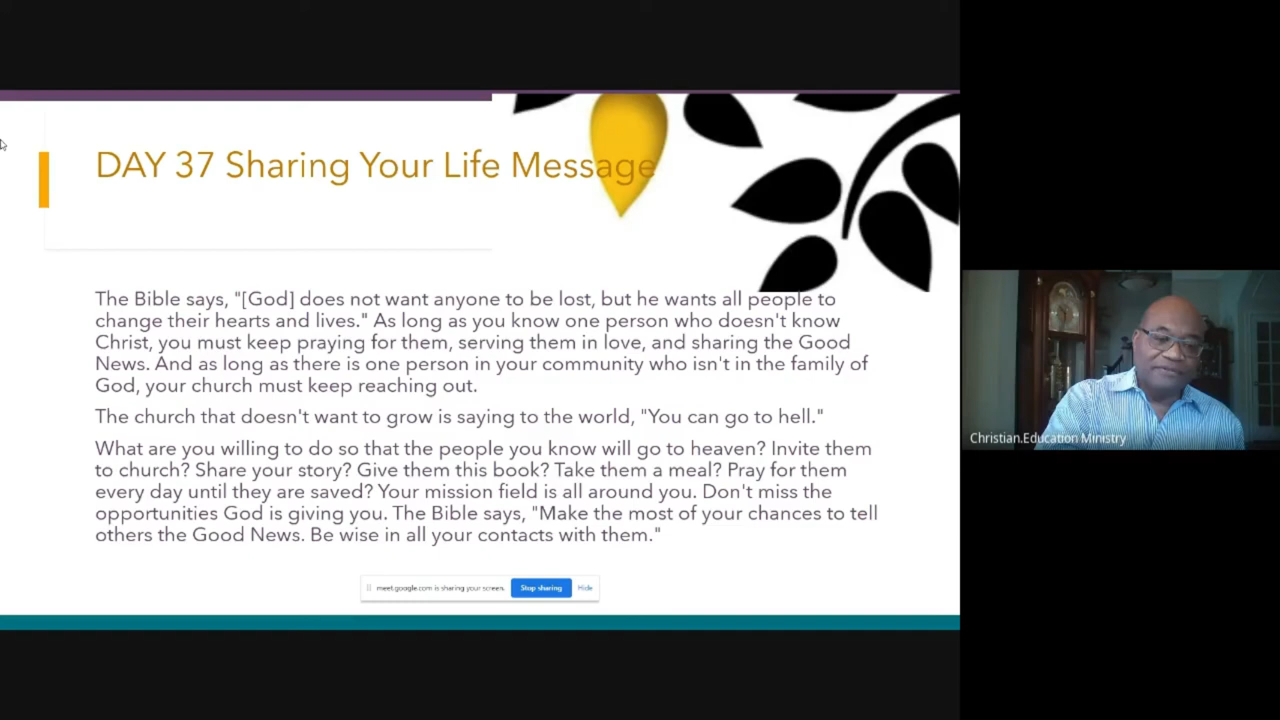 DAY 37 Sharing Your Life Message
The Bible says, "[God] does not want anyone to be lost, but he wants all people to
change their hearts and lives." As long as you know one person who doesn't know
Christ, you must keep praying for them, serving them in love, and sharing the Good
News. And as long as there is one person in your community who isn't in the family of
God, your church must keep reaching out.
The church that doesn't want to grow is saying to the world, "You can go to hell."
What are you willing to do so that the people you know will go to heaven? Invite them
to church? Share your story? Give them this book? Take them a meal? Pray for them
every day until they are saved? Your mission field is all around you. Don't miss the
opportunities God is giving you. The Bible says, "Make the most of your chances to tell
others the Good News. Be wise in all your contacts with them."
meet.google.com is sharing your screen. Stop sharing Hide
Christian.Education Ministry